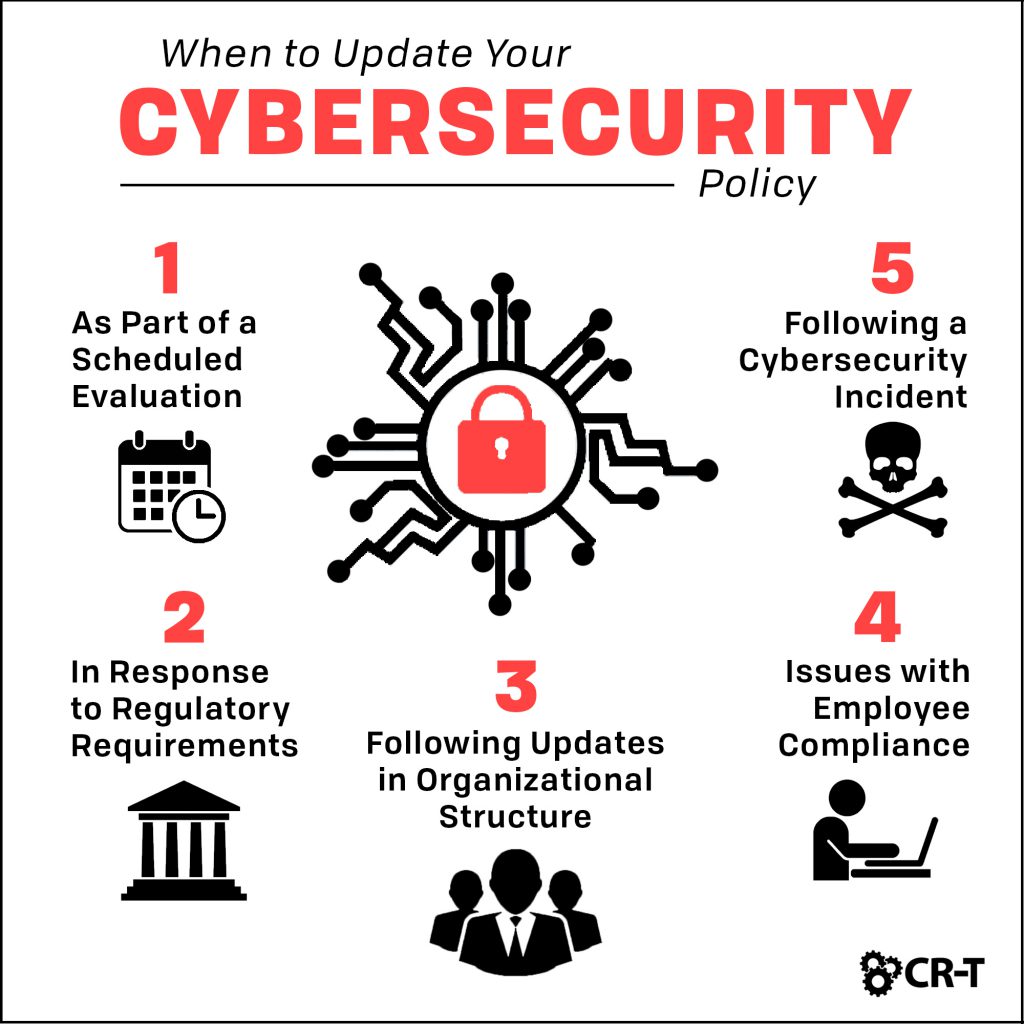 When to Update Your
CYBERSECURITY
Policy
1
As Part of a
Scheduled
Evaluation
2
In Response
to Regulatory
Requirements
3
Following Updates
in Organizational
Structure
4
Issues with
Employee
Compliance
5
Following a
Cybersecurity
Incident
CR-T